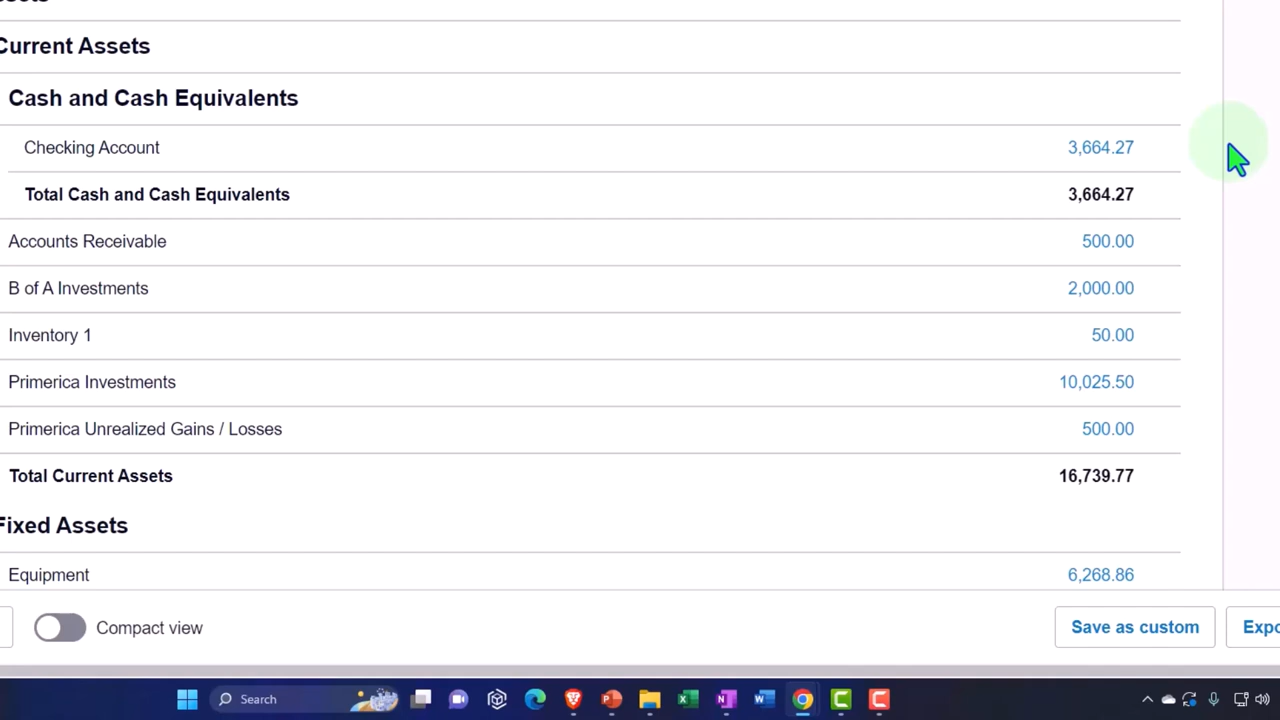 Current Assets
Cash and Cash Equivalents
Checking Account 3,664.27
Total Cash and Cash Equivalents 3,664.27
Accounts Receivable 500.00
B of A Investments 2,000.00
Inventory 1 50.00
Primerica Investments 10,025.50
Primerica Unrealized Gains / Losses 500.00
Total Current Assets 16,739.77
Fixed Assets
Equipment 6,268.86
Compact view Save as custom Expo
Search